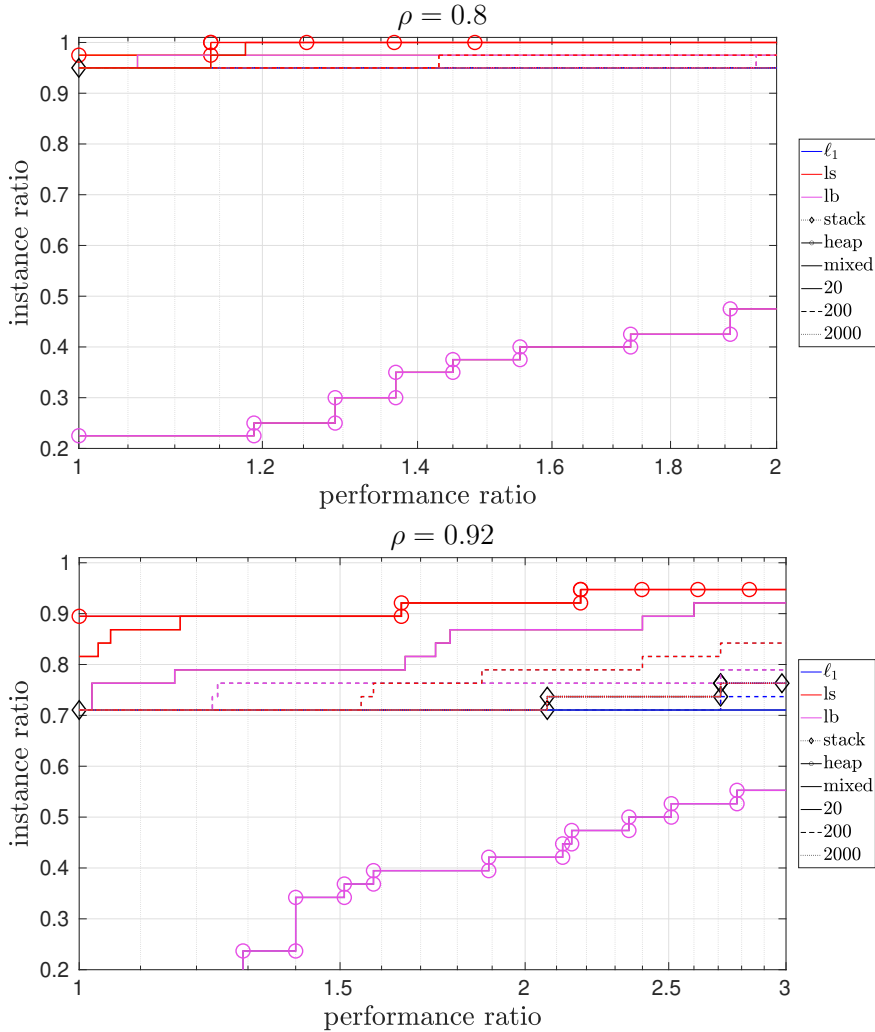 ρ = 0.8
instance ratio
1
0.9
0.8
0.7
0.6
0.5
0.4
0.3
0.2
1
1.2
1.4
1.6
1.8
2
performance ratio
ℓ₁
ls
lb
stack
heap
mixed
20
200
2000
ρ = 0.92
instance ratio
1
0.9
0.8
0.7
0.6
0.5
0.4
0.3
0.2
1
1
1.5
2
2.5
3
performance ratio
ℓ₁
ls
lb
stack
heap
mixed
20
200
2000